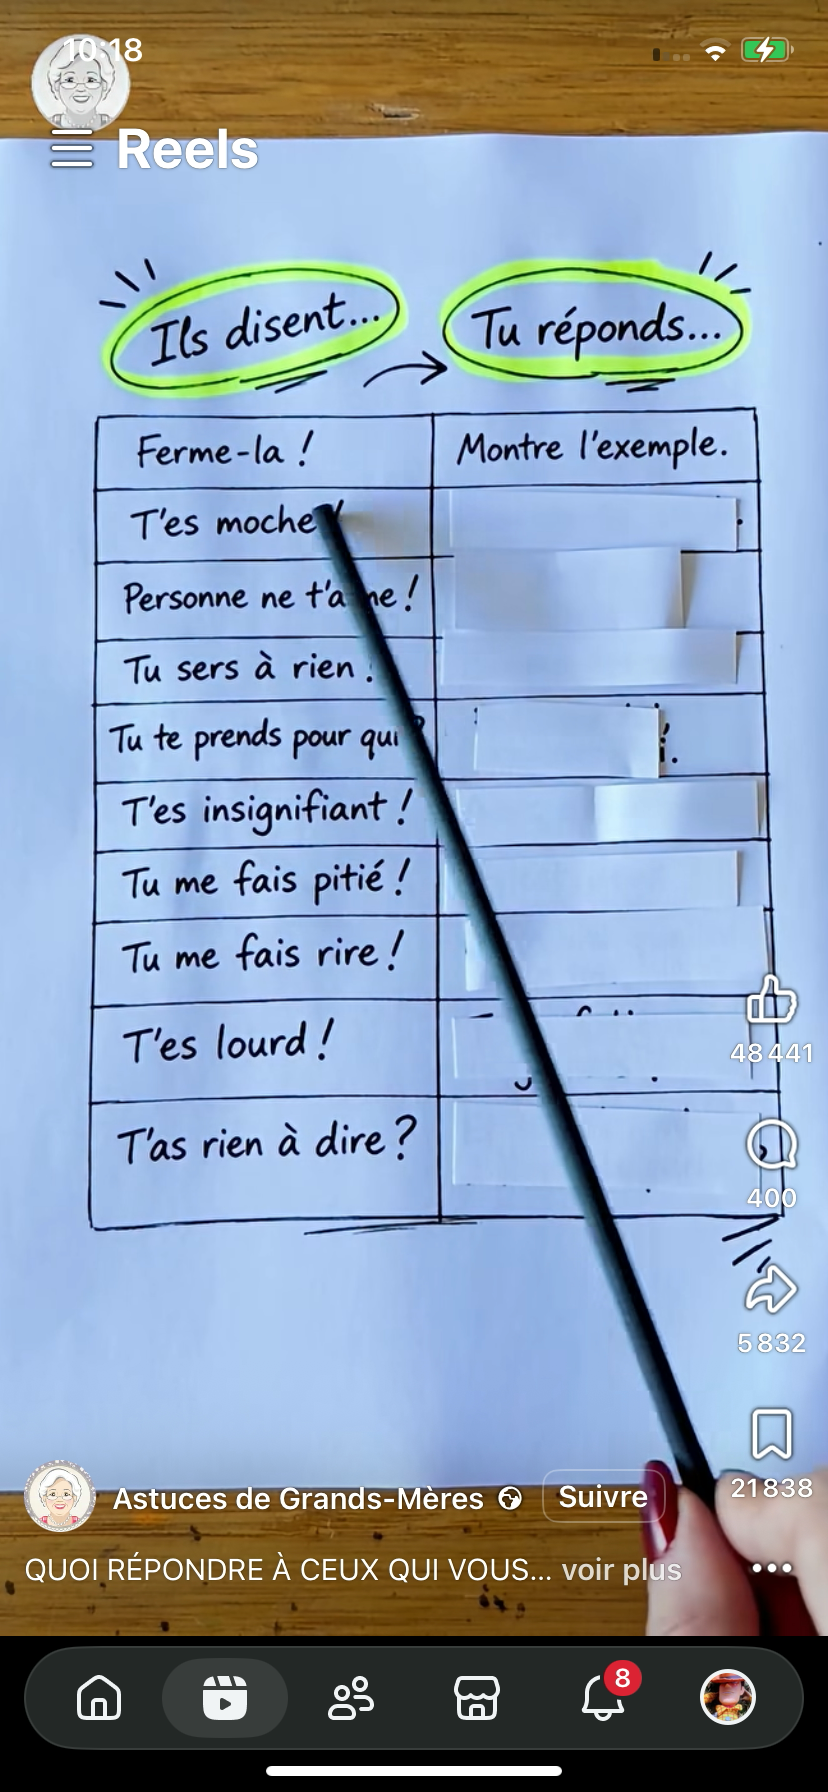 10:18
Reels
Ils disent...
Tu réponds...
Ferme-la !
Montre l'exemple.
T'es moche !
Personne ne !
Tu sers à rien !
Tu te prends pour qui ?
T'es insignifiant !
Tu me fais pitié !
Tu me fais rire !
T'es lourd !
T'as rien à dire ?
48 441
400
5 832
21 838
Astuces de Grands-Mères
Suivre
QUOI RÉPONDRE À CEUX QUI VOUS... voir plus
8